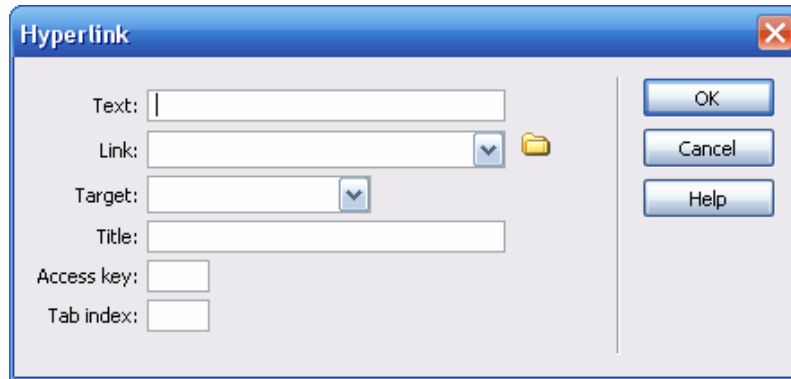 Hyperlink
Text:
OK
Link:
Cancel
Target:
Help
Title:
Access key:
Tab index: